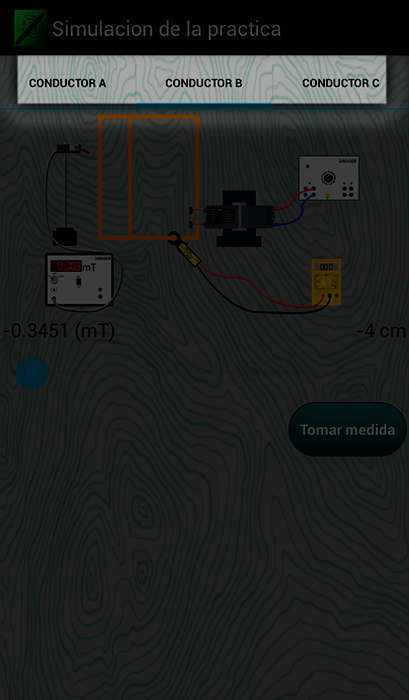 Simulacion de la practica
CONDUCTOR A
CONDUCTOR B
CONDUCTOR C
mT
-0.3451 (mT)
-4 cm
Tomar medida